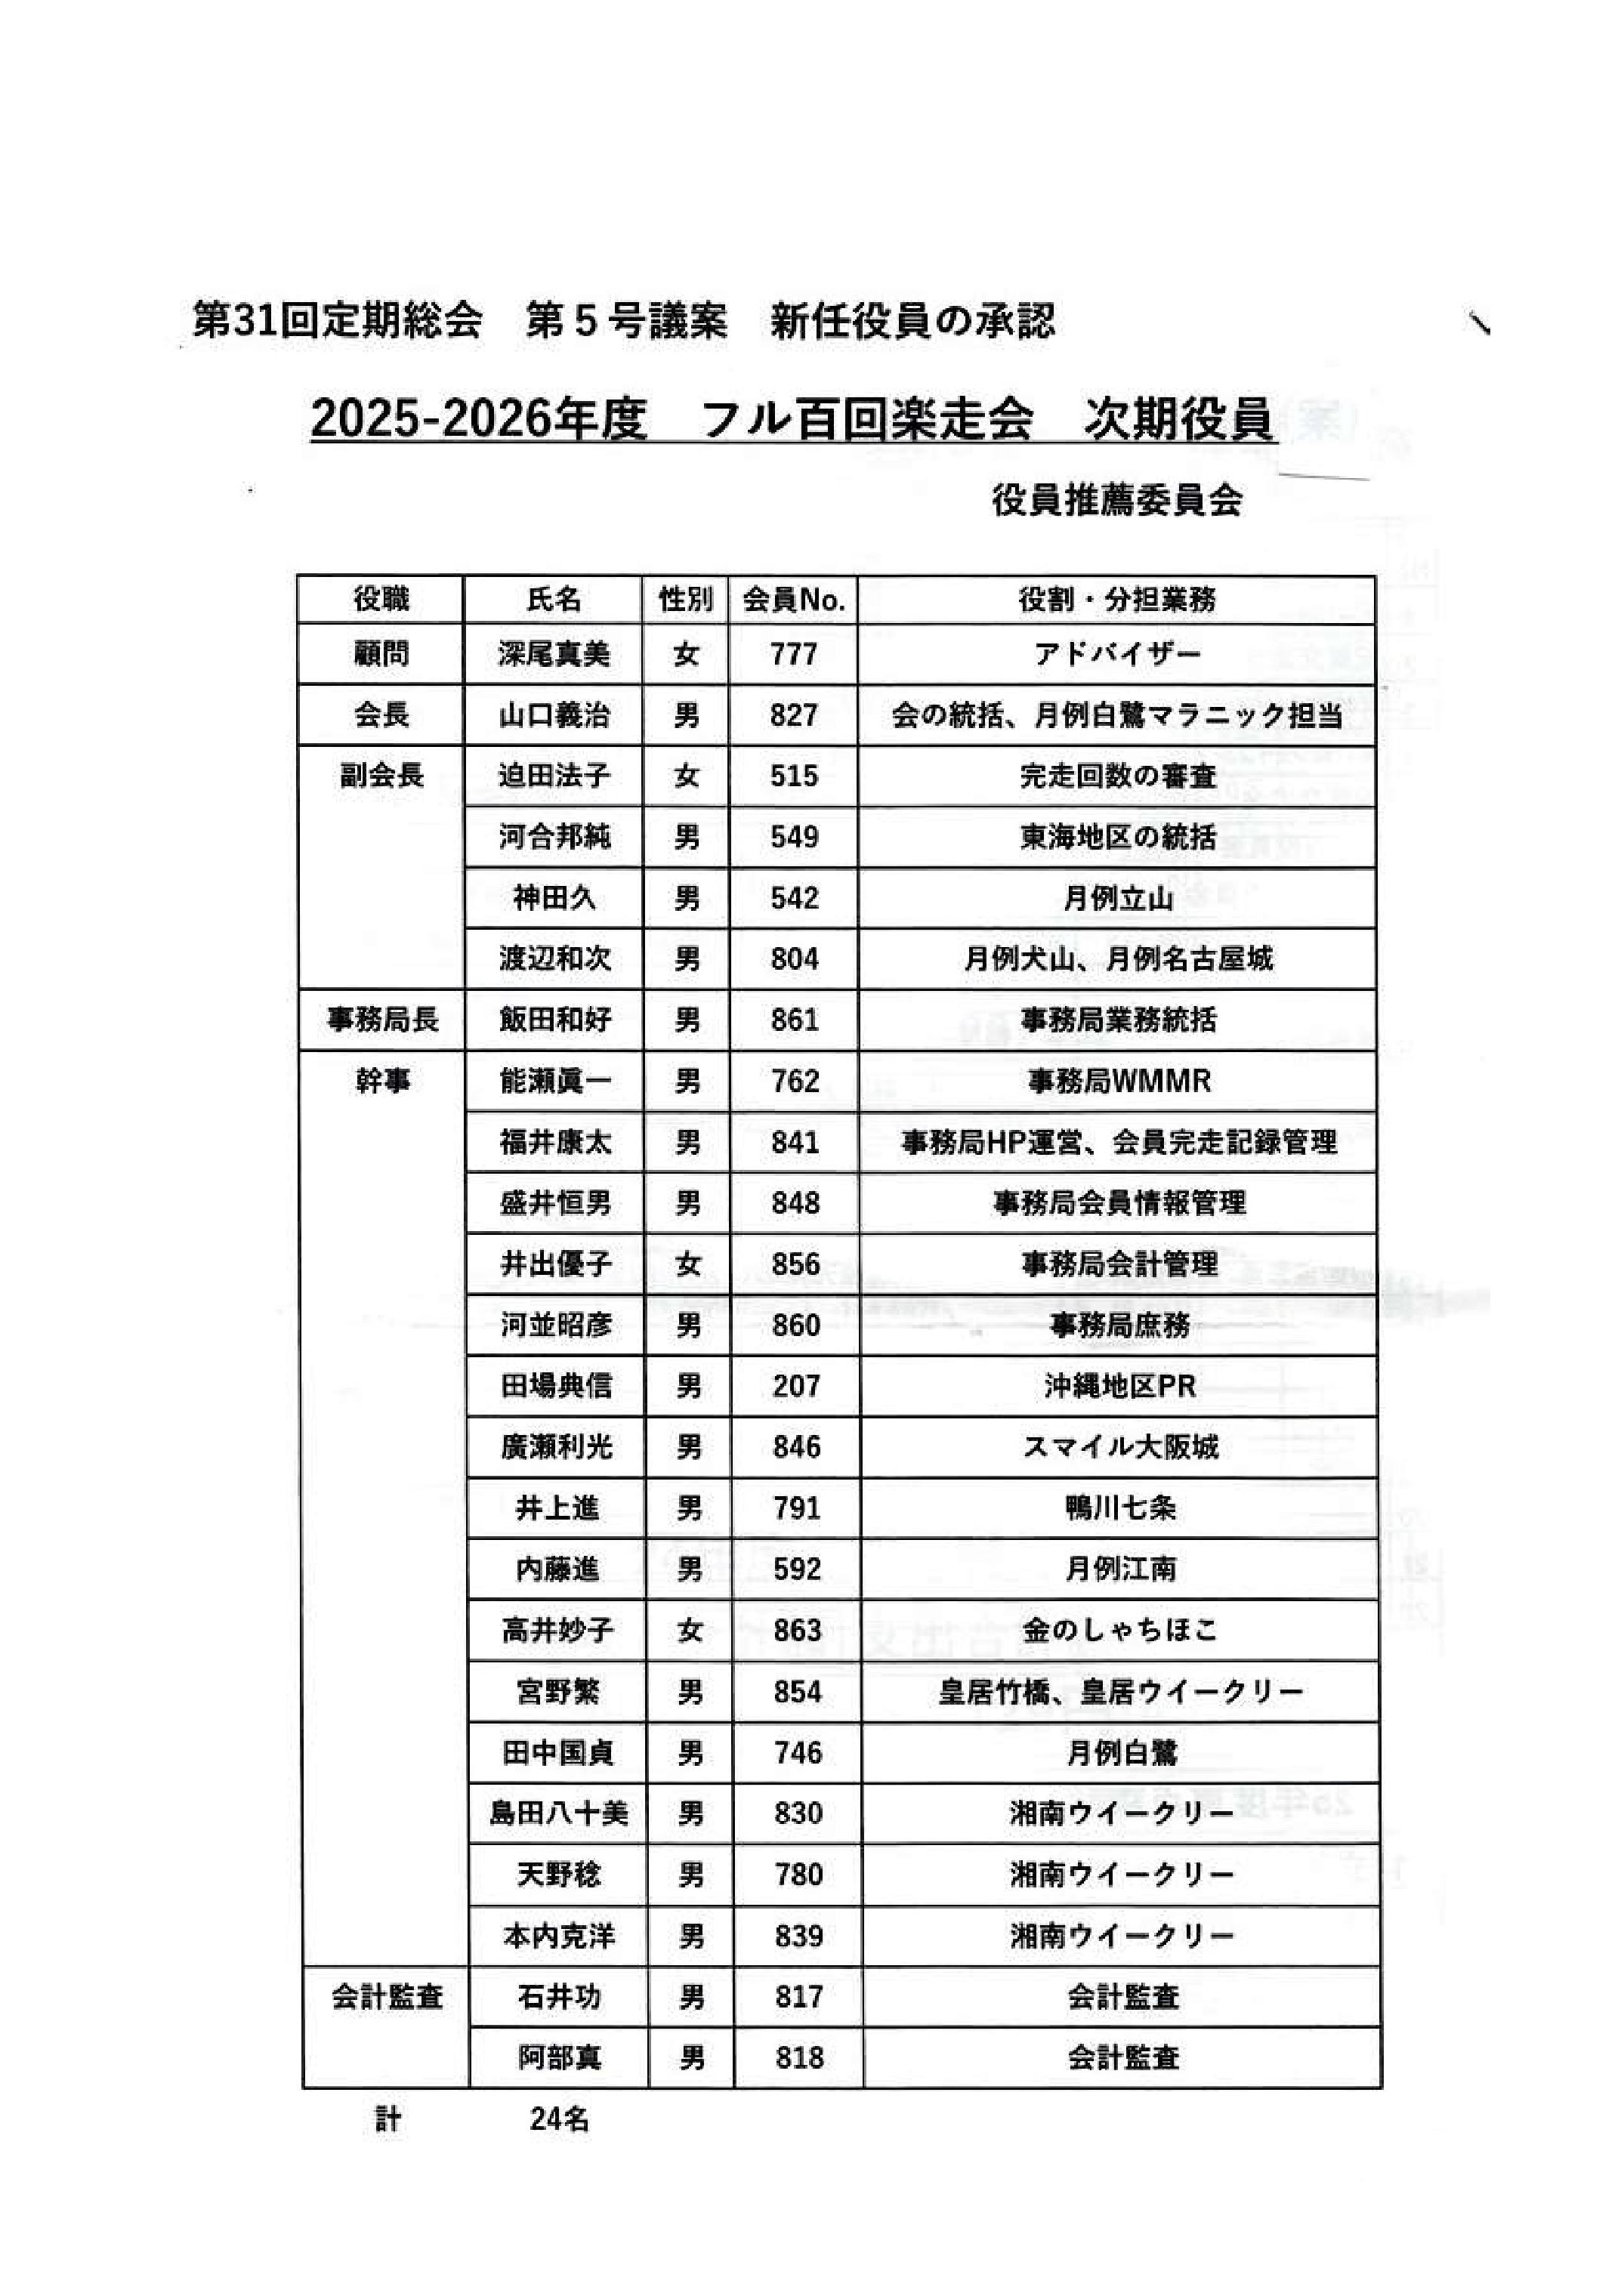 第31回定期総会　第５号議案　新任役員の承認
2025-2026年度　フル百回楽走会　次期役員
役員推薦委員会
役職 氏名 性別 会員No. 役割・分担業務
顧問 深尾真美 女 777 アドバイザー
会長 山口義治 男 827 会の統括、月例白鷺マラニック担当
副会長 迫田法子 女 515 完走回数の審査
河合邦純 男 549 東海地区の統括
神田久 男 542 月例立山
渡辺和次 男 804 月例犬山、月例名古屋城
事務局長 飯田和好 男 861 事務局業務統括
幹事 能瀬眞一 男 762 事務局WMMR
福井康太 男 841 事務局HP運営、会員完走記録管理
盛井恒男 男 848 事務局会員情報管理
井出優子 女 856 事務局会計管理
河並昭彦 男 860 事務局庶務
田場典信 男 207 沖縄地区PR
廣瀬利光 男 846 スマイル大阪城
井上進 男 791 鴨川七条
内藤進 男 592 月例江南
高井妙子 女 863 金のしゃちほこ
宮野繁 男 854 皇居竹橋、皇居ウイークリー
田中国貞 男 746 月例白鷺
島田八十美 男 830 湘南ウイークリー
天野稔 男 780 湘南ウイークリー
本内克洋 男 839 湘南ウイークリー
会計監査 石井功 男 817 会計監査
阿部真 男 818 会計監査
計 24名